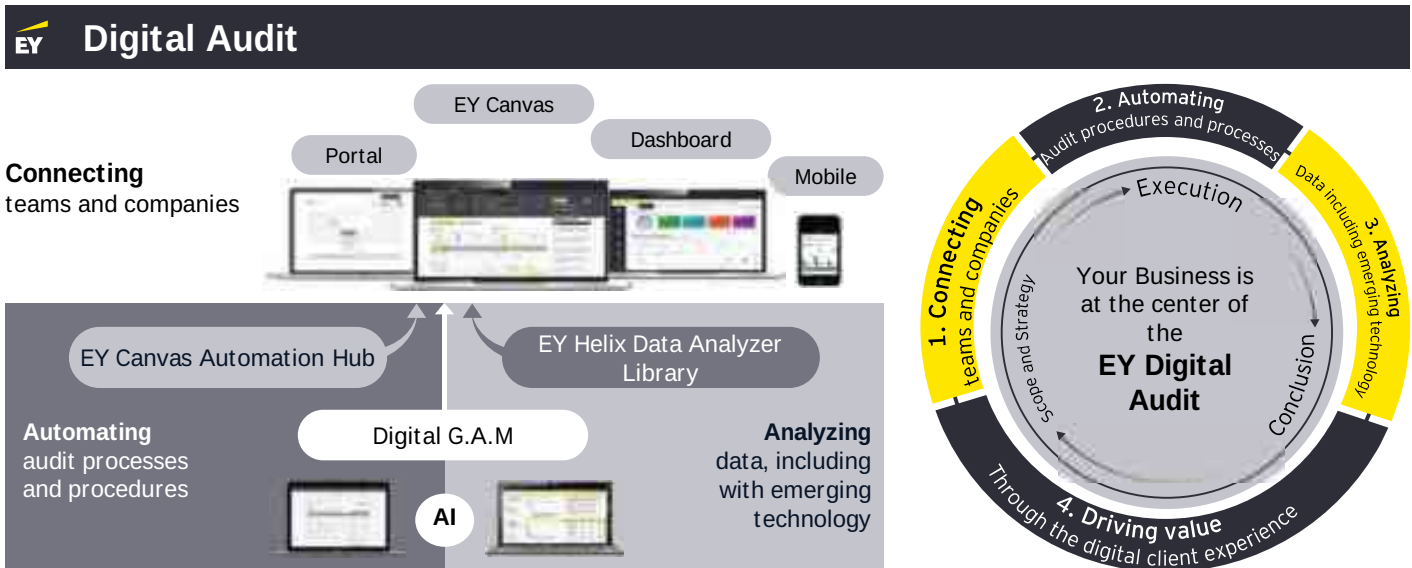 EY
Digital Audit
EY Canvas
Portal
Dashboard
Mobile
Connecting
teams and companies
EY Canvas Automation Hub
EY Helix Data Analyzer
Library
Automating
audit processes
and procedures
Digital G.A.M
AI
Analyzing
data, including
with emerging
technology
1. Connecting
teams and companies
2. Automating
Audit procedures and processes
3. Analyzing
Data including emerging technology
4. Driving value
Through the digital client experience
Scope and Strategy
Execution
Conclusion
Your Business is
at the center of
the
EY Digital
Audit